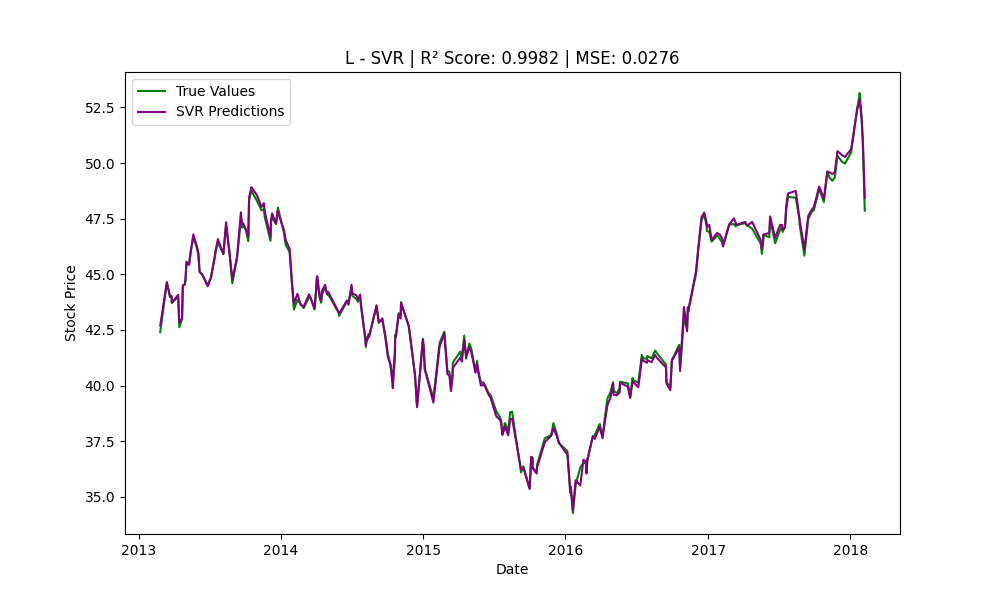 L - SVR | R² Score: 0.9982 | MSE: 0.0276
True Values
SVR Predictions
52.5
50.0
47.5
45.0
42.5
40.0
37.5
35.0
Stock Price
2013 2014 2015 2016 2017 2018
Date